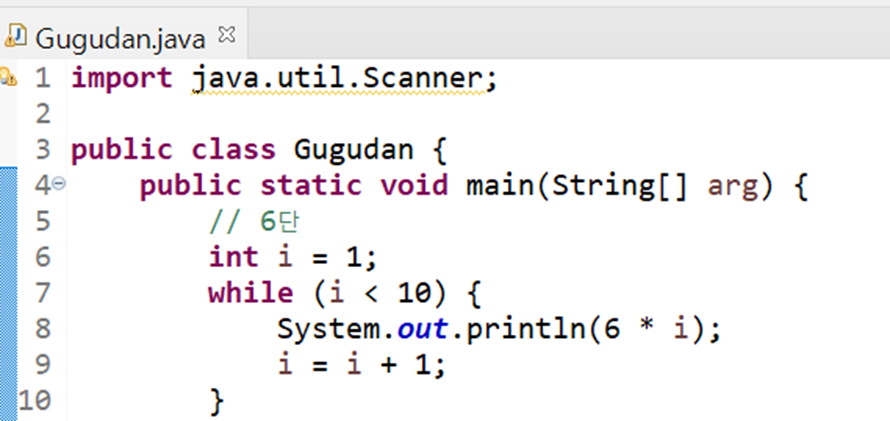 Gugudan.java
1 import java.util.Scanner;
2
3 public class Gugudan {
4     public static void main(String[] arg) {
5         // 6단
6         int i = 1;
7         while (i < 10) {
8             System.out.println(6 * i);
9             i = i + 1;
10         }